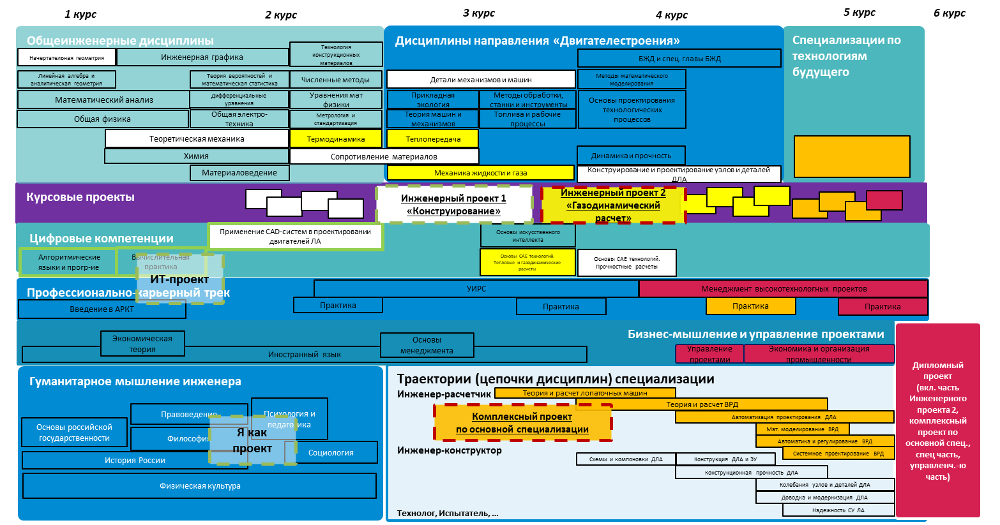 1 курс
2 курс
3 курс
4 курс
5 курс
6 курс
Общеинженерные дисциплины
Начертательная геометрия
Инженерная графика
Технология
конструкционных
материалов
Линейная алгебра и
аналитическая геометрия
Теория вероятностей и
математическая статистика
Численные методы
Математический анализ
Дифференциальные
уравнения
Уравнения мат
физики
Общая физика
Общая электро-
техника
Метрология и
стандартизация
Теоретическая механика
Термодинамика
Химия
Сопротивление материалов
Материаловедение
Дисциплины направления «Двигателестроения»
БЖД и спец. главы БЖД
Детали механизмов и машин
Методы математического
моделирования
Прикладная
экология
Методы обработки,
станки и инструменты
Основы проектирования
технологических
процессов
Теория машин и
механизмов
Топлива и рабочие
процессы
Теплопередача
Динамика и прочность
Механика жидкости и газа
Конструирование и проектирование узлов и деталей
ДЛА
Специализации по
технологиям
будущего
Курсовые проекты
Инженерный проект 1
«Конструирование»
Инженерный проект 2
«Газодинамический
расчет»
Цифровые компетенции
Применение CAD-систем в проектировании
двигателей ЛА
Основы искусственного
интеллекта
Алгоритмические
языки и прогр-ие
Вычислительная
практика
Основы САЕ технологий.
Тепловые и газодинамические
расчеты
Основы САЕ технологий.
Прочностные расчеты
ИТ-проект
Профессионально-карьерный трек
УИРС
Менеджмент высокотехнологных проектов
Введение в АРКТ
Практика
Практика
Практика
Практика
Бизнес-мышление и управление проектами
Экономическая
теория
Иностранный язык
Основы
менеджмента
Управление
проектами
Экономика и организация
промышленности
Дипломный
проект
(вкл. часть
Инженерного
проекта 2,
комплексный
проект по
основной спец.,
спец часть,
управленч.-ю
часть)
Гуманитарное мышление инженера
Правоведение
Психология и
педагогика
Основы российской
государственности
Философия
Я как
проект
История России
Социология
Физическая культура
Траектории (цепочки дисциплин) специализации
Инженер-расчетчик
Теория и расчет лопаточных машин
Теория и расчет ВРД
Комплексный проект
по основной специализации
Автоматизация проектирования ДЛА
Мат. моделирование ВРД
Автоматика и регулирование ВРД
Системное проектирование ВРД
Инженер-конструктор
Схемы и компоновки ДЛА
Конструкция ДЛА и ЭУ
Конструкционная прочность ДЛА
Колебания узлов и деталей ДЛА
Доводка и модернизация ДЛА
Надежность СУ ЛА
Технолог, Испытатель, ...